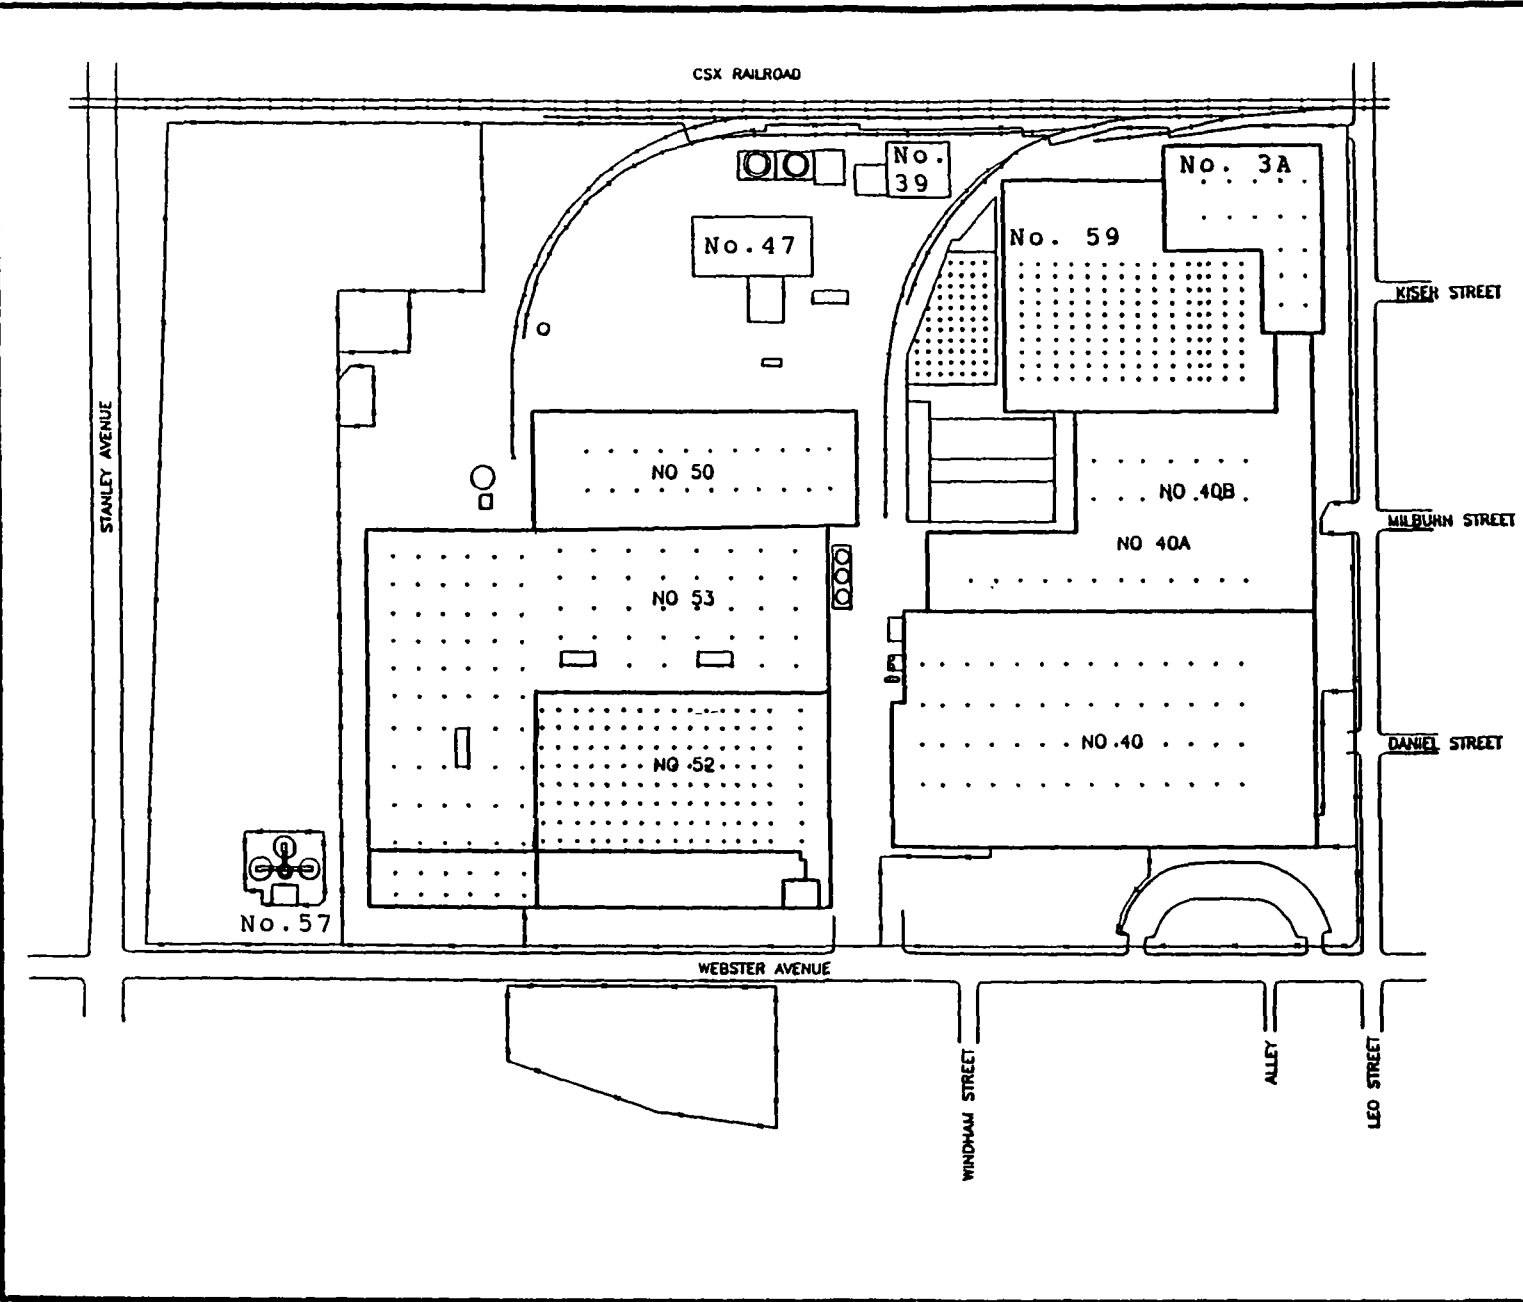 CSX RAILROAD
No.
39
No. 3A
No.47
No. 59
KISER STREET
STANLEY AVENUE
NO 50
NO .40B
MILBURN STREET
NO 40A
NO 53
NO .40
DANIEL STREET
NO .52
No.57
WEBSTER AVENUE
WINDHAM STREET
ALLEY
LEO STREET